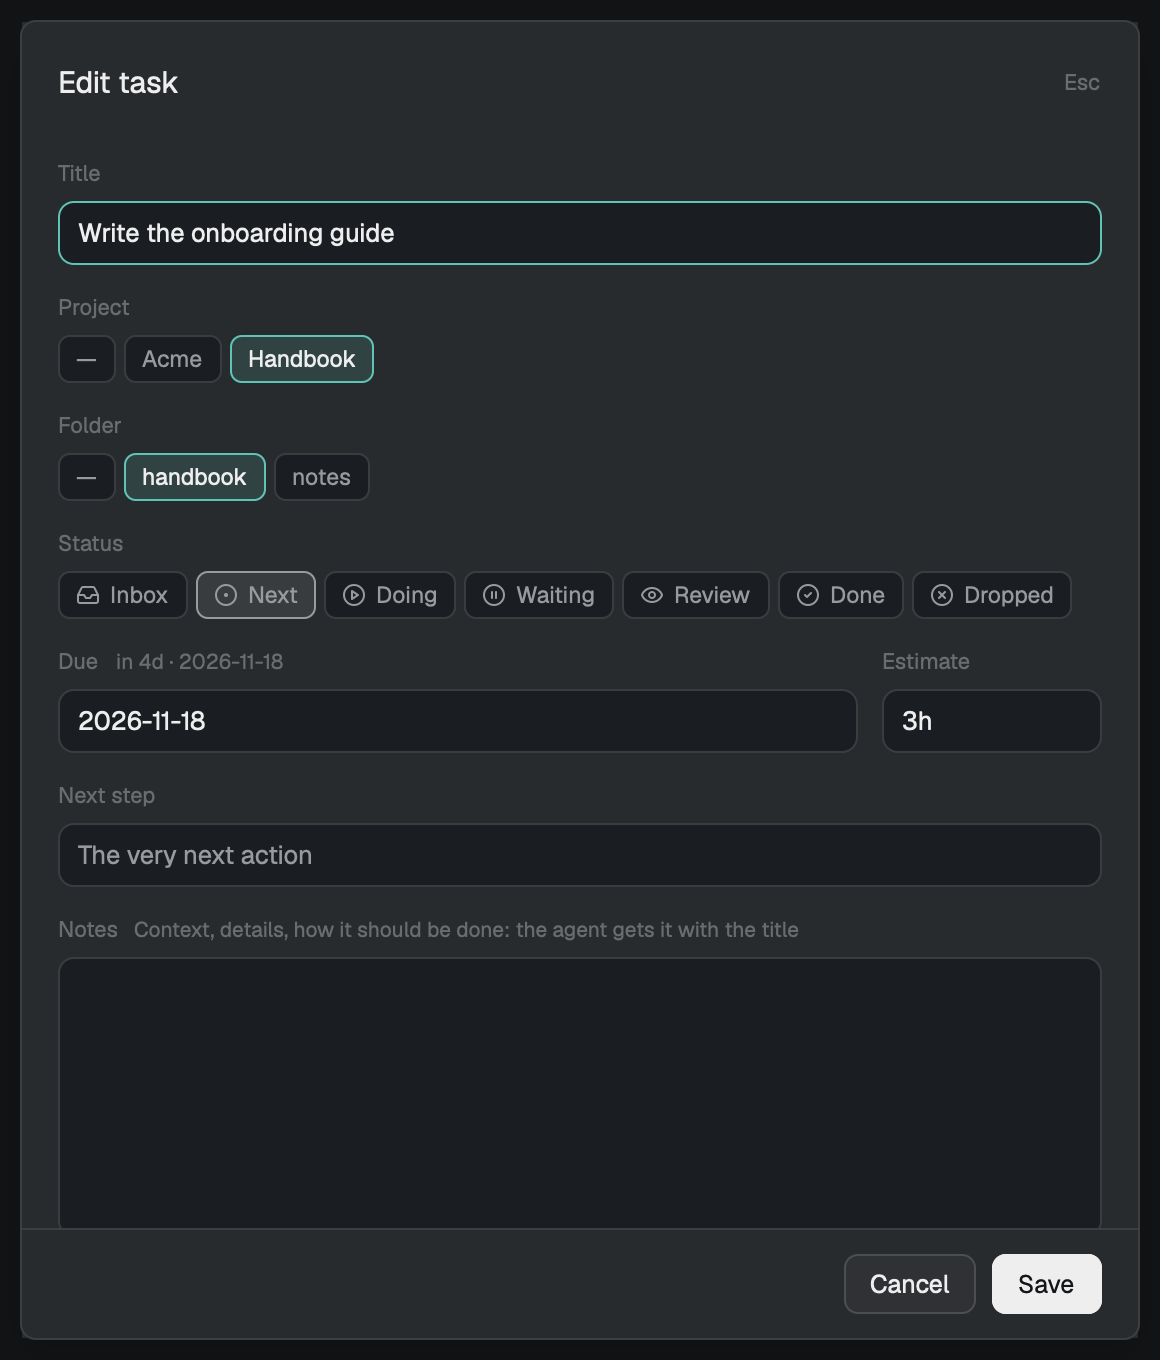 Edit task
Esc
Title
Write the onboarding guide
Project
— Acme Handbook
Folder
— handbook notes
Status
Inbox Next Doing Waiting Review Done Dropped
Due in 4d · 2026-11-18
Estimate
2026-11-18
3h
Next step
The very next action
Notes Context, details, how it should be done: the agent gets it with the title
Cancel Save